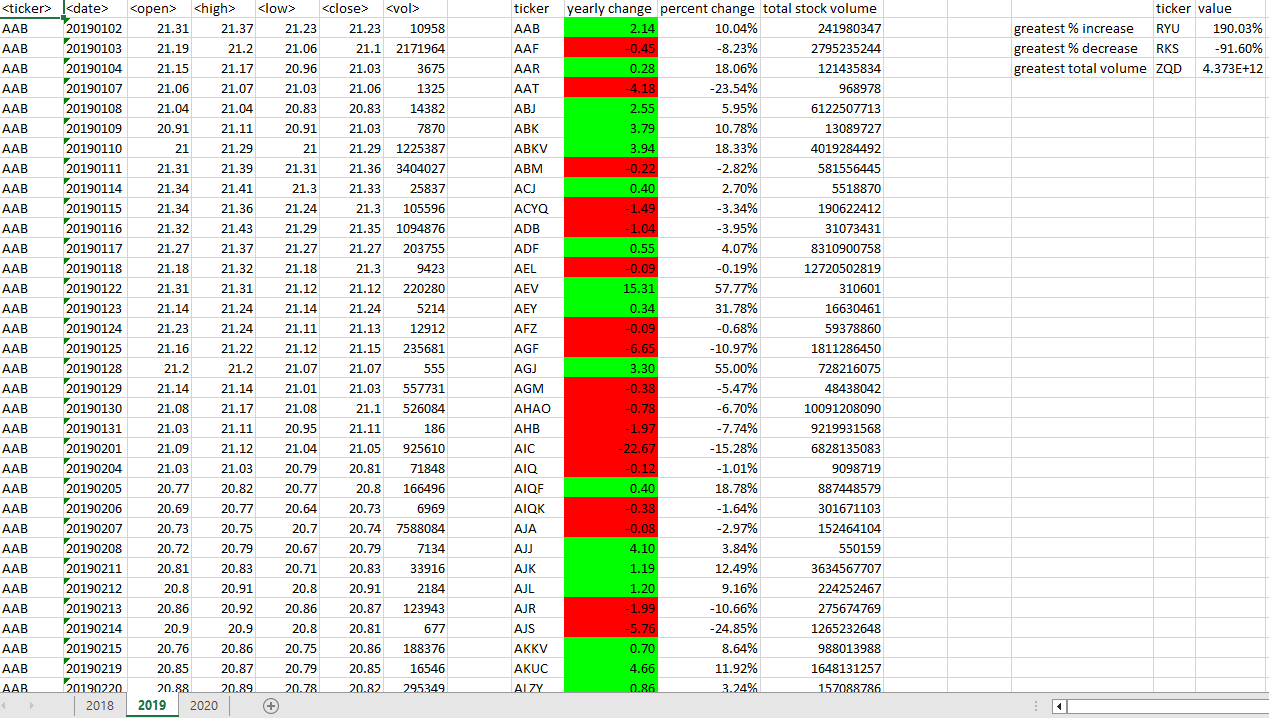 <ticker> <date> <open> <high> <low> <close> <vol> ticker yearly change percent change total stock volume ticker value
AAB 20190102 21.31 21.37 21.23 21.23 10958 AAB 2.14 10.04% 241980347 greatest % increase RYU 190.03%
AAB 20190103 21.19 21.2 21.06 21.1 2171964 AAF -0.45 -8.23% 2795235244 greatest % decrease RKS -91.60%
AAB 20190104 21.15 21.17 20.96 21.03 3675 AAR 0.28 18.06% 121435834 greatest total volume ZQD 4.373E+12
AAB 20190107 21.06 21.07 21.03 21.06 1325 AAT -4.18 -23.54% 968978
AAB 20190108 21.04 21.04 20.83 20.83 14382 ABJ 2.55 5.95% 6122507713
AAB 20190109 20.91 21.11 20.91 21.03 7870 ABK 3.79 10.78% 13089727
AAB 20190110 21 21.29 21 21.29 1225387 ABKV 3.94 18.33% 4019284492
AAB 20190111 21.31 21.39 21.31 21.36 3404027 ABM -0.22 -2.82% 581556445
AAB 20190114 21.34 21.41 21.3 21.33 25837 ACJ 0.40 2.70% 5518870
AAB 20190115 21.34 21.36 21.24 21.3 105596 ACYQ -1.49 -3.34% 190622412
AAB 20190116 21.32 21.43 21.29 21.35 1094876 ADB -1.04 -3.95% 31073431
AAB 20190117 21.27 21.37 21.27 21.27 203755 ADF 0.55 4.07% 8310900758
AAB 20190118 21.18 21.32 21.18 21.3 9423 AEL -0.09 -0.19% 12720502819
AAB 20190122 21.31 21.31 21.12 21.12 220280 AEV 15.31 57.77% 310601
AAB 20190123 21.14 21.24 21.14 21.24 5214 AEY 0.34 31.78% 16630461
AAB 20190124 21.23 21.24 21.11 21.13 12912 AFZ -0.09 -0.68% 59378860
AAB 20190125 21.16 21.22 21.12 21.15 235681 AGF -6.65 -10.97% 1811286450
AAB 20190128 21.2 21.2 21.07 21.07 555 AGJ 3.30 55.00% 728216075
AAB 20190129 21.14 21.14 21.01 21.03 557731 AGM -0.38 -5.47% 48438042
AAB 20190130 21.08 21.17 21.08 21.1 526084 AHAO -0.78 -6.70% 10091208090
AAB 20190131 21.03 21.11 20.95 21.11 186 AHB -1.97 -7.74% 9219931568
AAB 20190201 21.09 21.12 21.04 21.05 925610 AIC -22.67 -15.28% 6828135083
AAB 20190204 21.03 21.03 20.79 20.81 71848 AIQ -0.12 -1.01% 9098719
AAB 20190205 20.77 20.82 20.77 20.8 166496 AIQF 0.40 18.78% 887448579
AAB 20190206 20.69 20.77 20.64 20.73 6969 AIQK -0.38 -1.64% 301671103
AAB 20190207 20.73 20.75 20.7 20.74 7588084 AJA -0.08 -2.97% 152464104
AAB 20190208 20.72 20.79 20.67 20.79 7134 AJJ 4.10 3.84% 550159
AAB 20190211 20.81 20.83 20.71 20.83 33916 AJK 1.19 12.49% 3634567707
AAB 20190212 20.8 20.91 20.8 20.91 2184 AJL 1.20 9.16% 224252467
AAB 20190213 20.86 20.92 20.86 20.87 123943 AJR -1.99 -10.66% 275674769
AAB 20190214 20.9 20.9 20.8 20.81 677 AJS -5.76 -24.85% 1265232648
AAB 20190215 20.76 20.86 20.75 20.86 188376 AKKV 0.70 8.64% 988013988
AAB 20190219 20.85 20.87 20.79 20.85 16546 AKUC 4.66 11.92% 1648131257
AAB 20190220 20.88 20.89 20.78 20.82 295349 ALZY 0.86 3.24% 157088786
2018 2019 2020